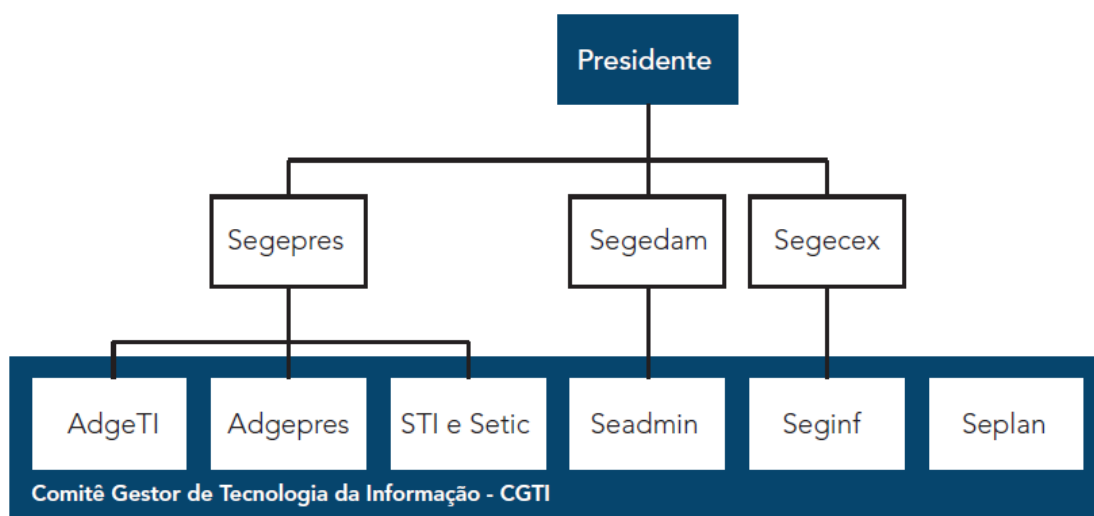 Presidente
Segepres
Segedam
Segecex
AdgeTI
Adgepres
STI e Setic
Seadmin
Seginf
Seplan
Comitê Gestor de Tecnologia da Informação - CGTI